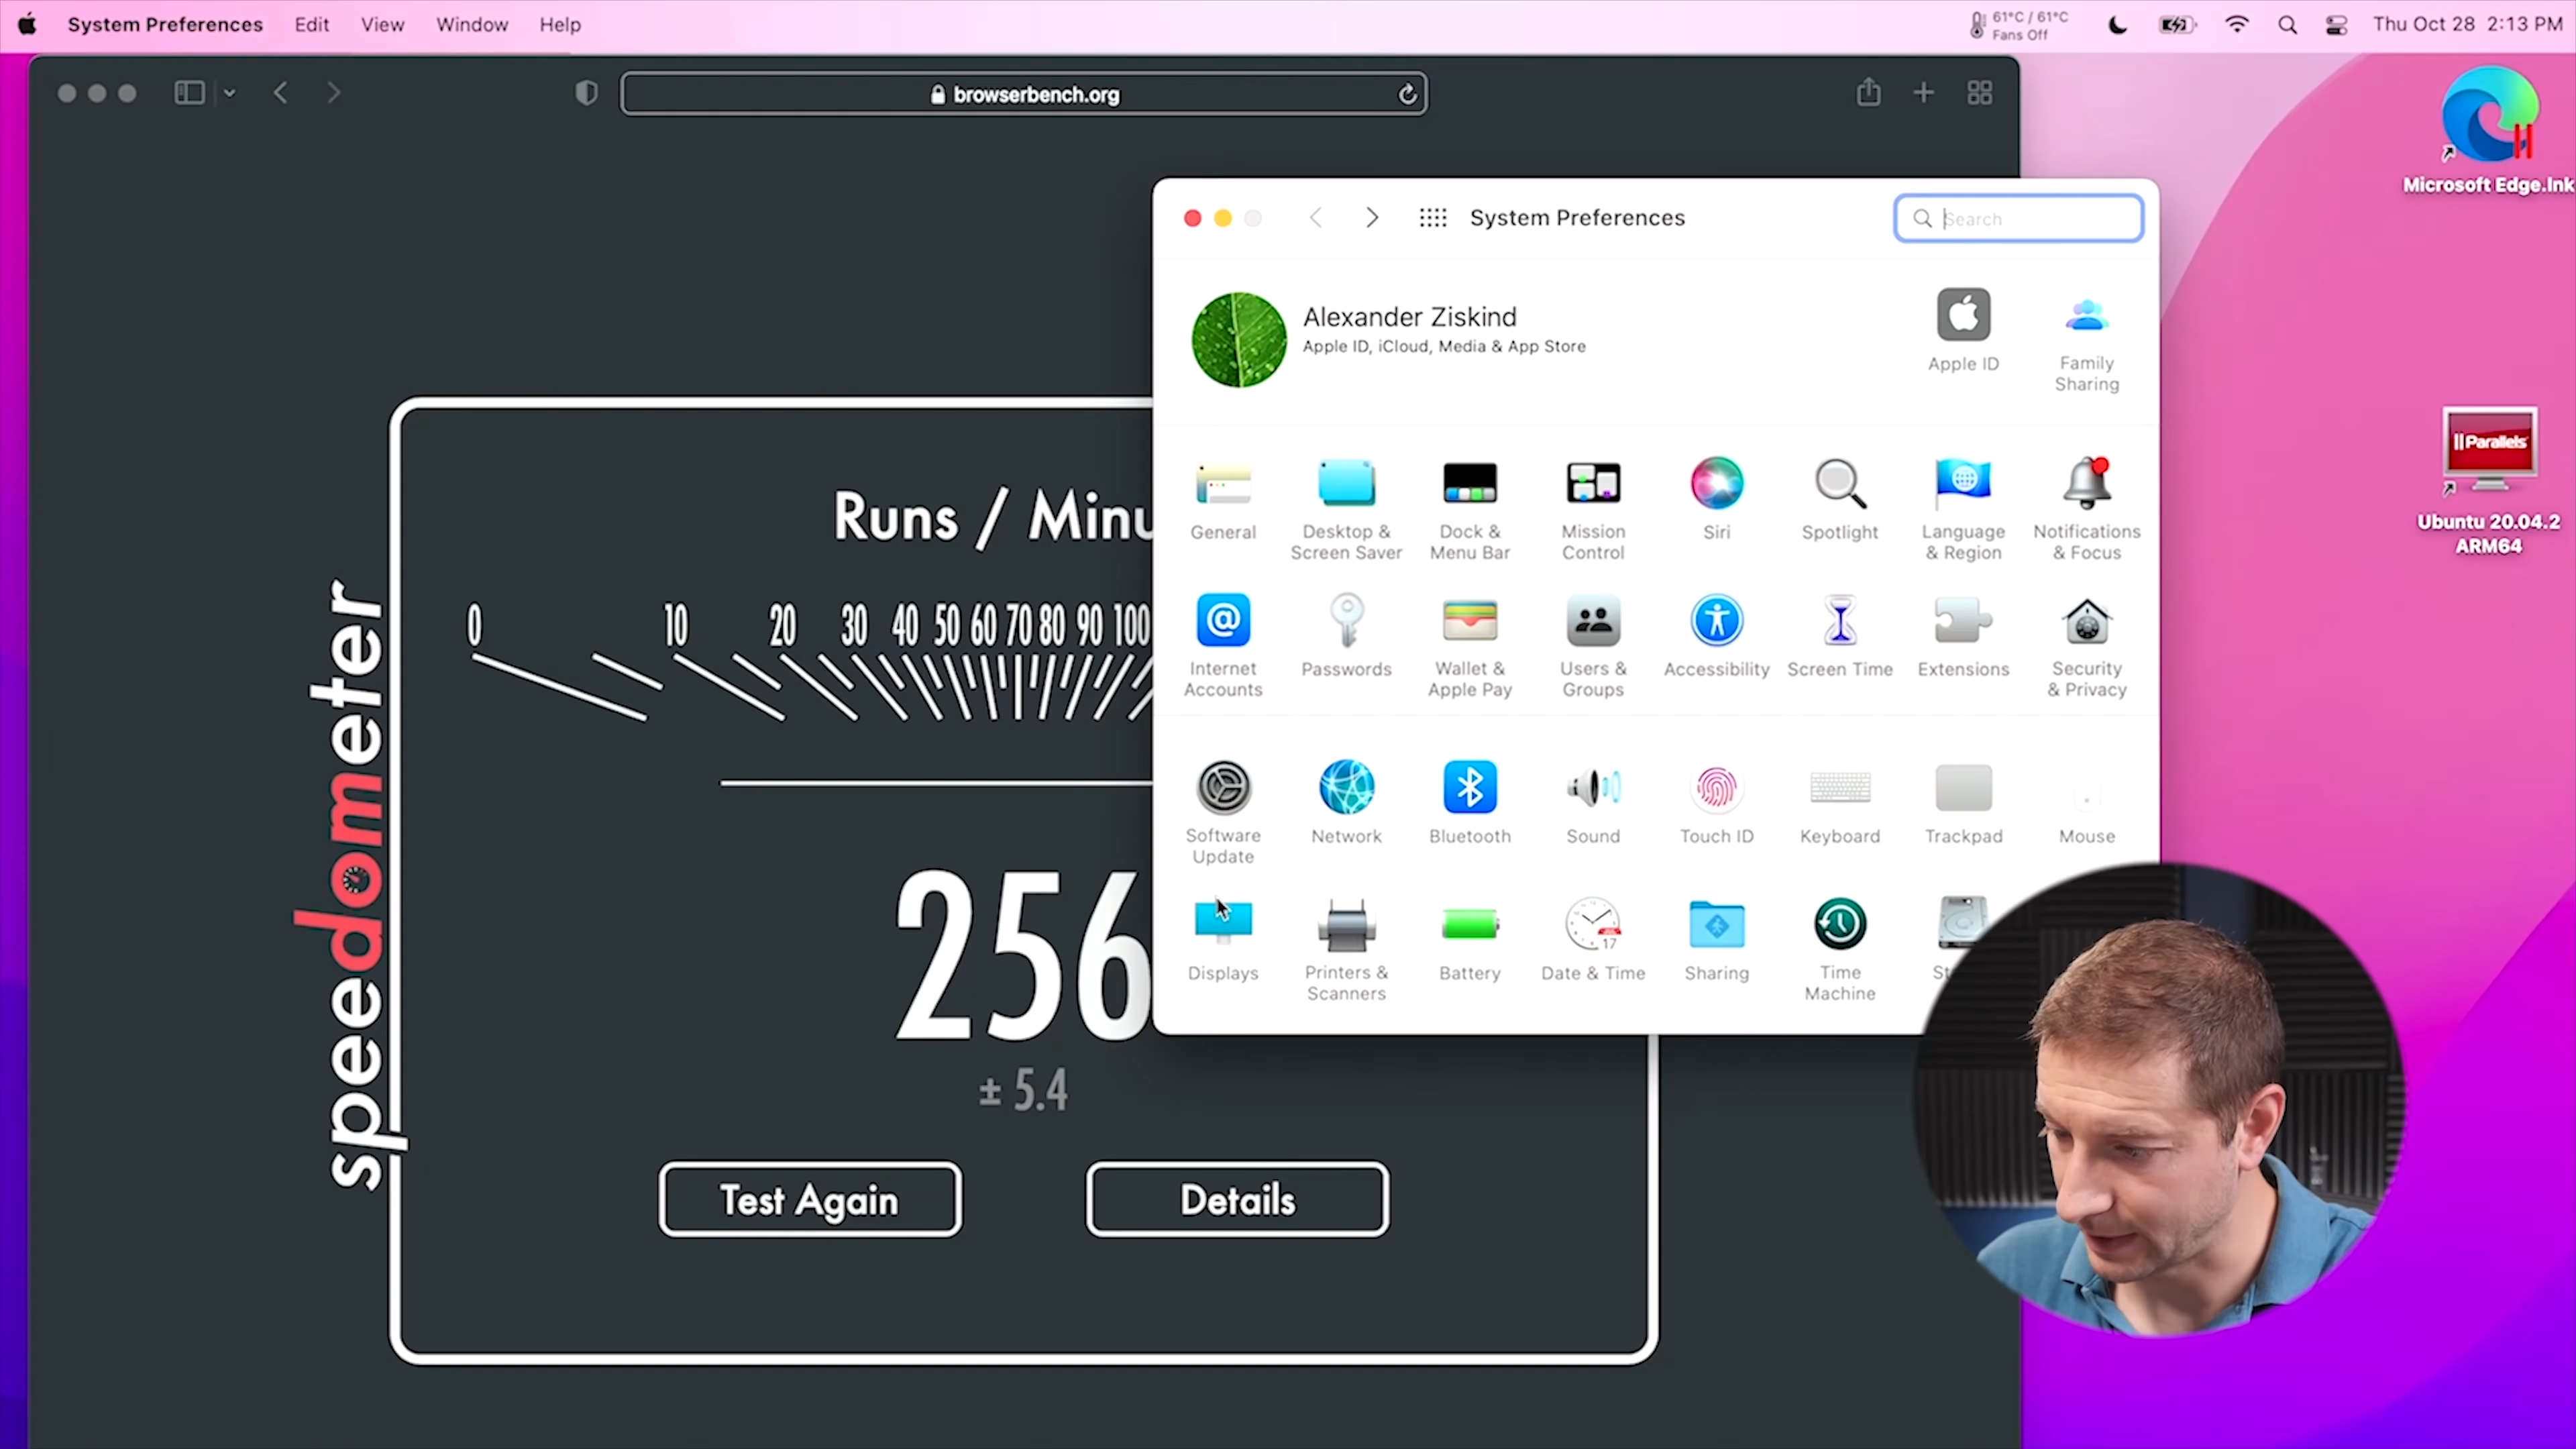 System Preferences Edit View Window Help
61°C / 61°C
Fans Off
Thu Oct 28 2:13 PM
browserbench.org
Microsoft Edge.lnk
System Preferences
Search
Alexander Ziskind
Apple ID, iCloud, Media & App Store
Apple ID
Family
Sharing
General
Desktop &
Screen Saver
Dock &
Menu Bar
Mission
Control
Siri
Spotlight
Language
& Region
Notifications
& Focus
Internet
Accounts
Passwords
Wallet &
Apple Pay
Users &
Groups
Accessibility
Screen Time
Extensions
Security
& Privacy
Software
Update
Network
Bluetooth
Sound
Touch ID
Keyboard
Trackpad
Mouse
Displays
Printers &
Scanners
Battery
17
Date & Time
Sharing
Time
Machine
Parallels
Ubuntu 20.04.2
ARM64
speedometer
Runs / Minu
0 10 20 30 40 50 60 70 80 90 100
256
± 5.4
Test Again
Details